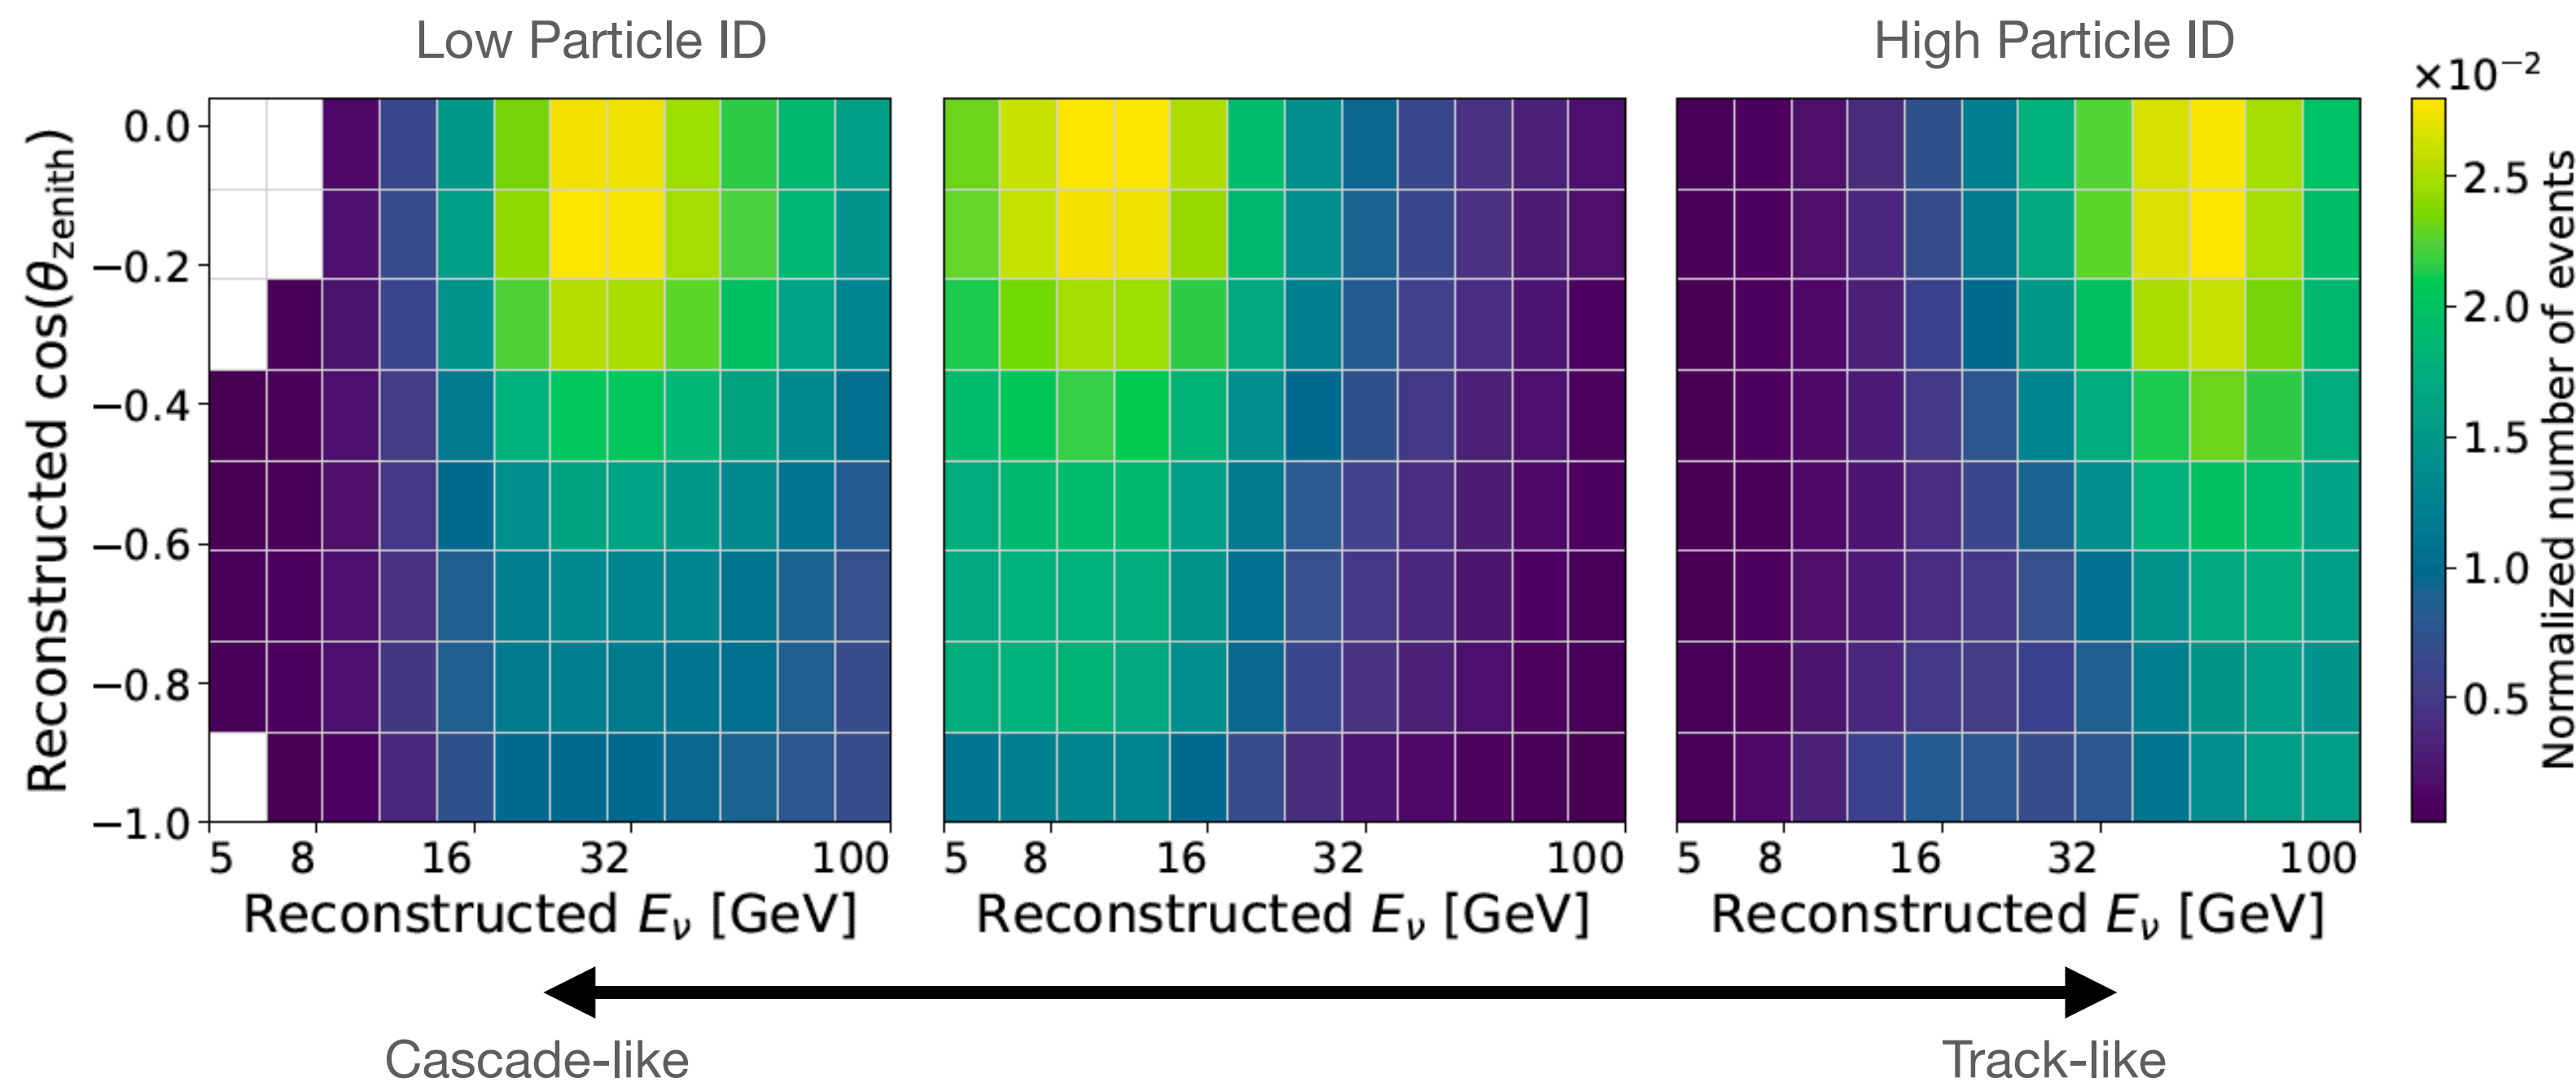 Low Particle ID
High Particle ID
×10⁻²
0.0
−0.2
−0.4
−0.6
−0.8
−1.0
Reconstructed cos(θzenith)
5 8 16 32 100
5 8 16 32 100
5 8 16 32 100
Reconstructed Eν [GeV]
Reconstructed Eν [GeV]
Reconstructed Eν [GeV]
2.5
2.0
1.5
1.0
0.5
Normalized number of events
Cascade-like
Track-like